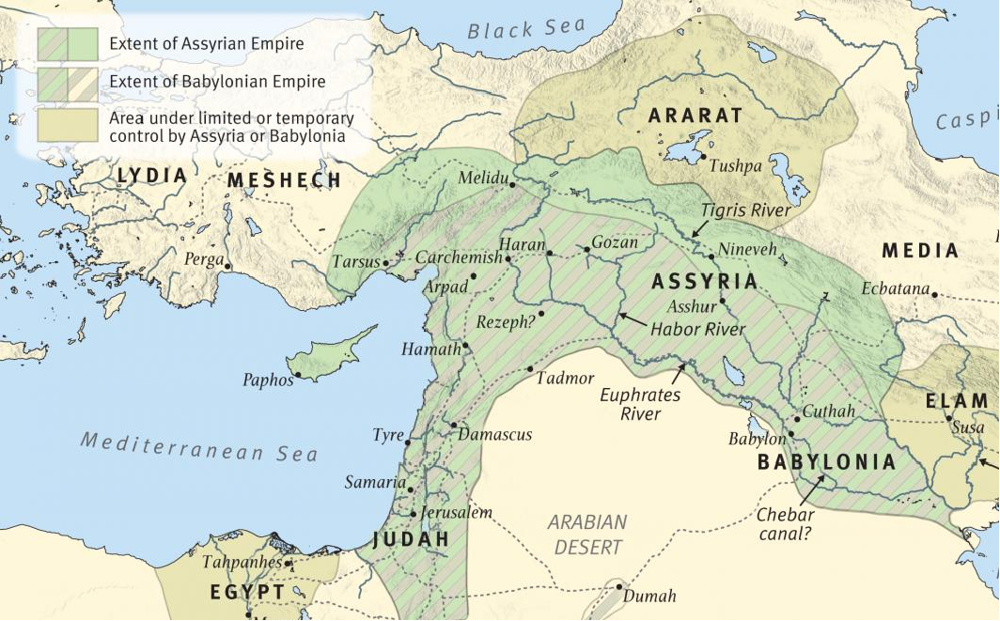 Black Sea
Extent of Assyrian Empire
Extent of Babylonian Empire
Area under limited or temporary
control by Assyria or Babylonia
ARARAT
Tushpa
LYDIA
MESHECH
Melidu
Tigris River
Perga
Tarsus
Carchemish
Haran
Gozan
Nineveh
MEDIA
Arpad
ASSYRIA
Ecbatana
Asshur
Rezeph?
Habor River
Hamath
Paphos
Tadmor
Euphrates
River
ELAM
Cuthah
Susa
Mediterranean Sea
Tyre
Damascus
Babylon
BABYLONIA
Samaria
Jerusalem
Chebar
canal?
ARABIAN
DESERT
JUDAH
Tahpanhes
EGYPT
Dumah